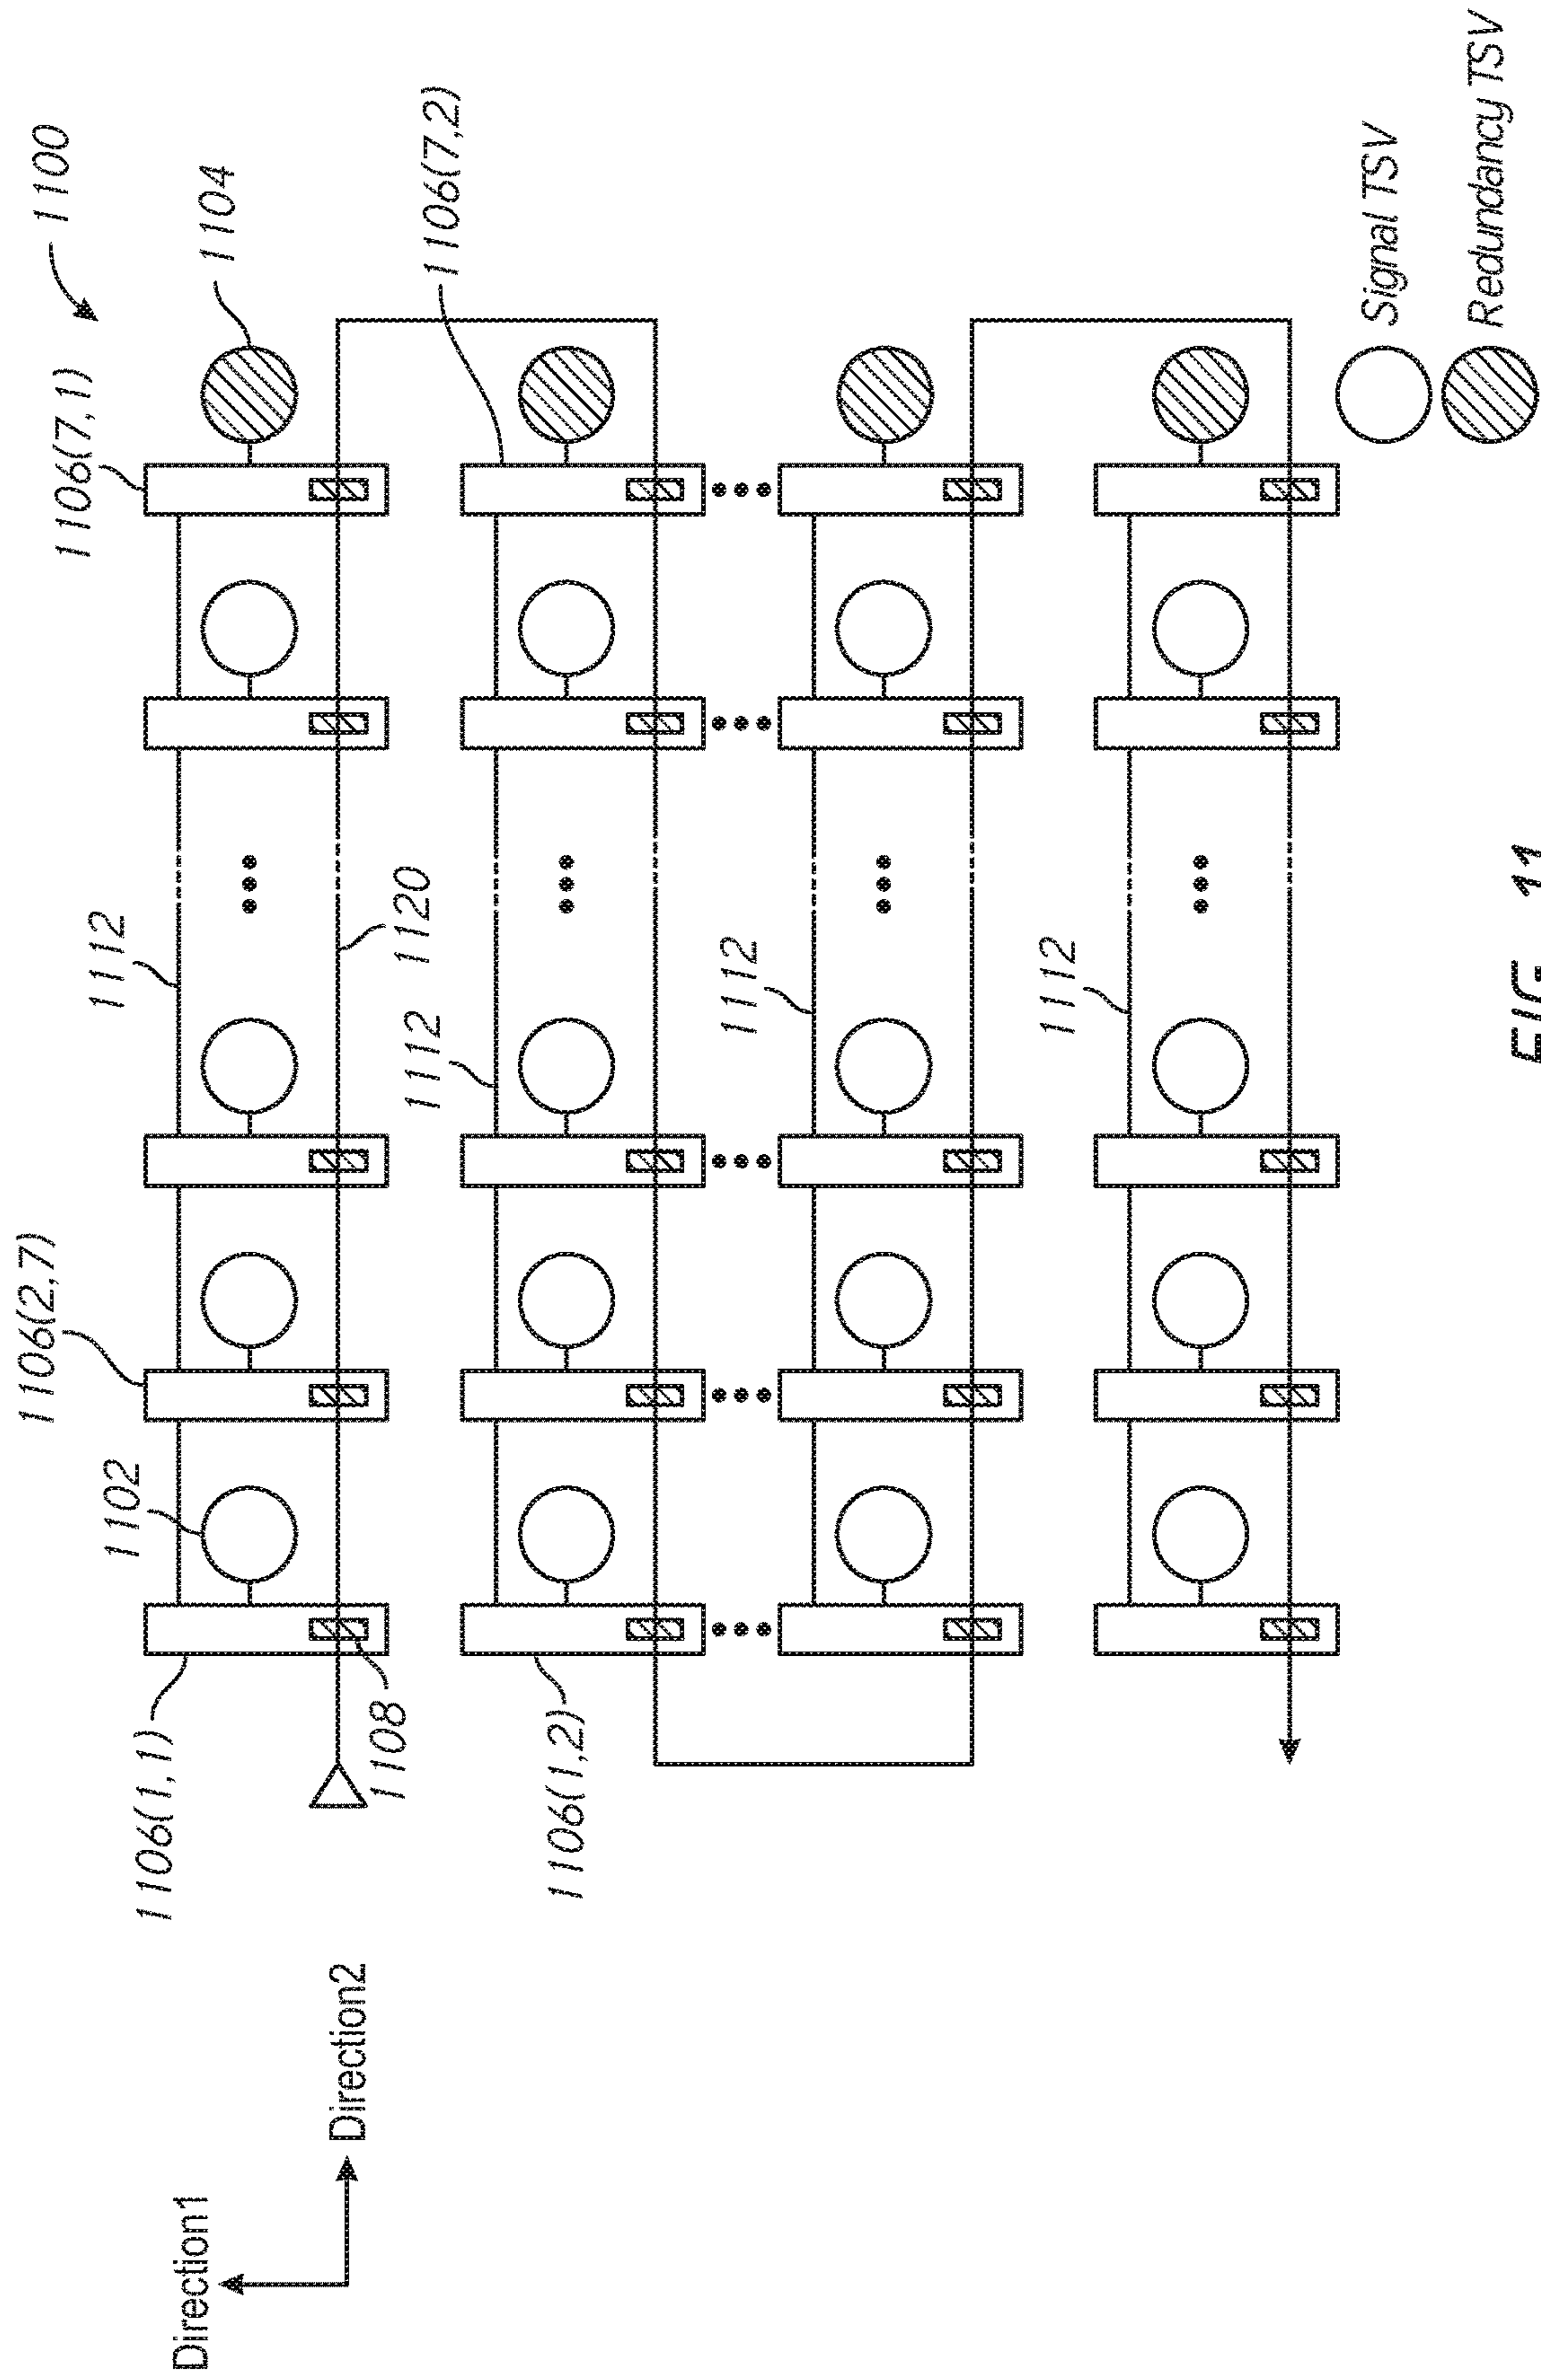 1100
1106(7,1)
1104
1106(7,2)
1112
1120
1112
1112
1112
1106(2,7)
1102
1106(1,1)
1108
1106(1,2)
Direction1
Direction2
Signal TSV
Redundancy TSV
FIG. 11